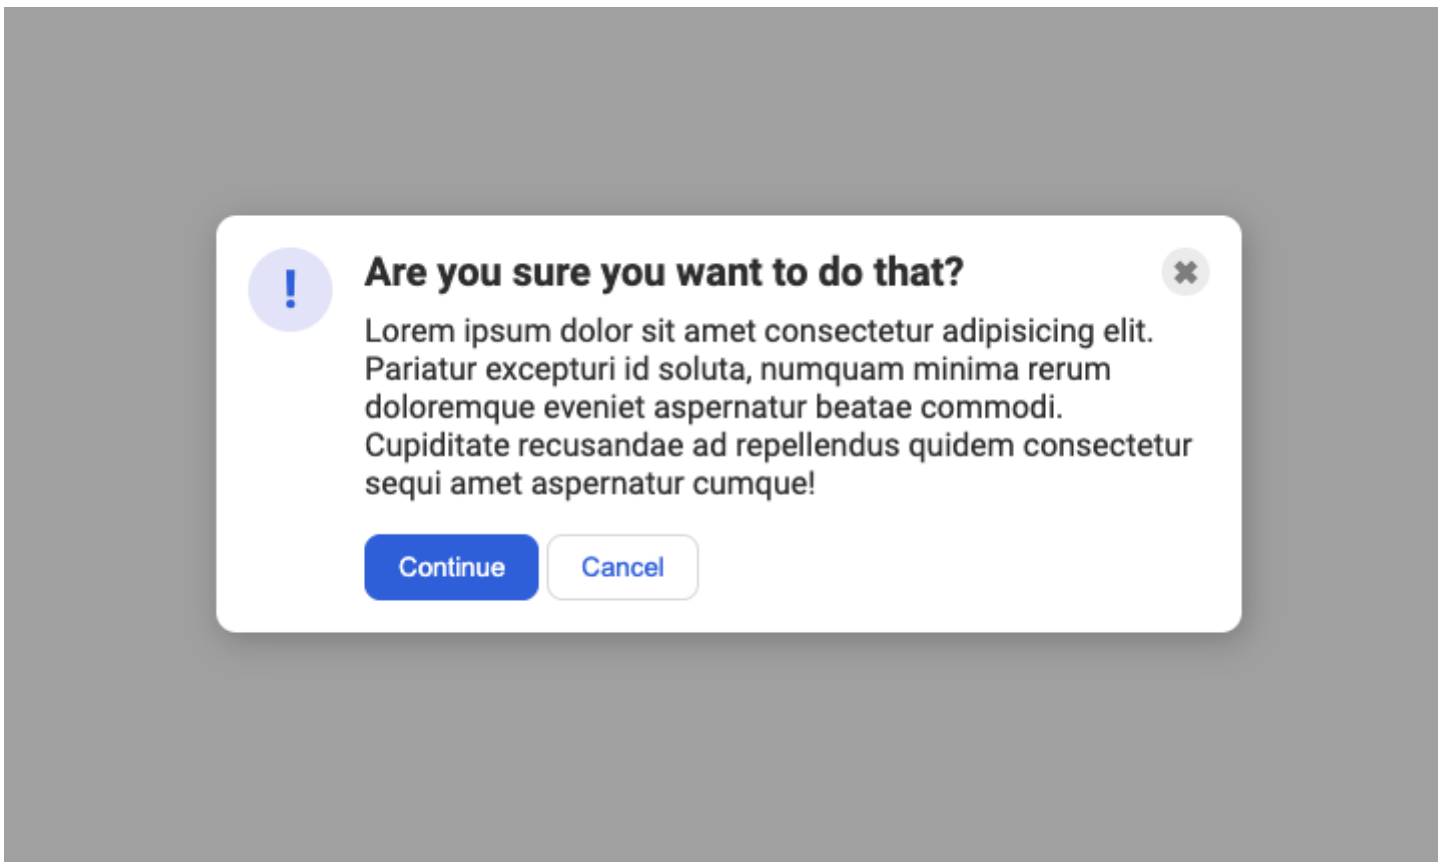 !
Are you sure you want to do that?
✖
Lorem ipsum dolor sit amet consectetur adipisicing elit.
Pariatur excepturi id soluta, numquam minima rerum
doloremque eveniet aspernatur beatae commodi.
Cupiditate recusandae ad repellendus quidem consectetur
sequi amet aspernatur cumque!
Continue
Cancel